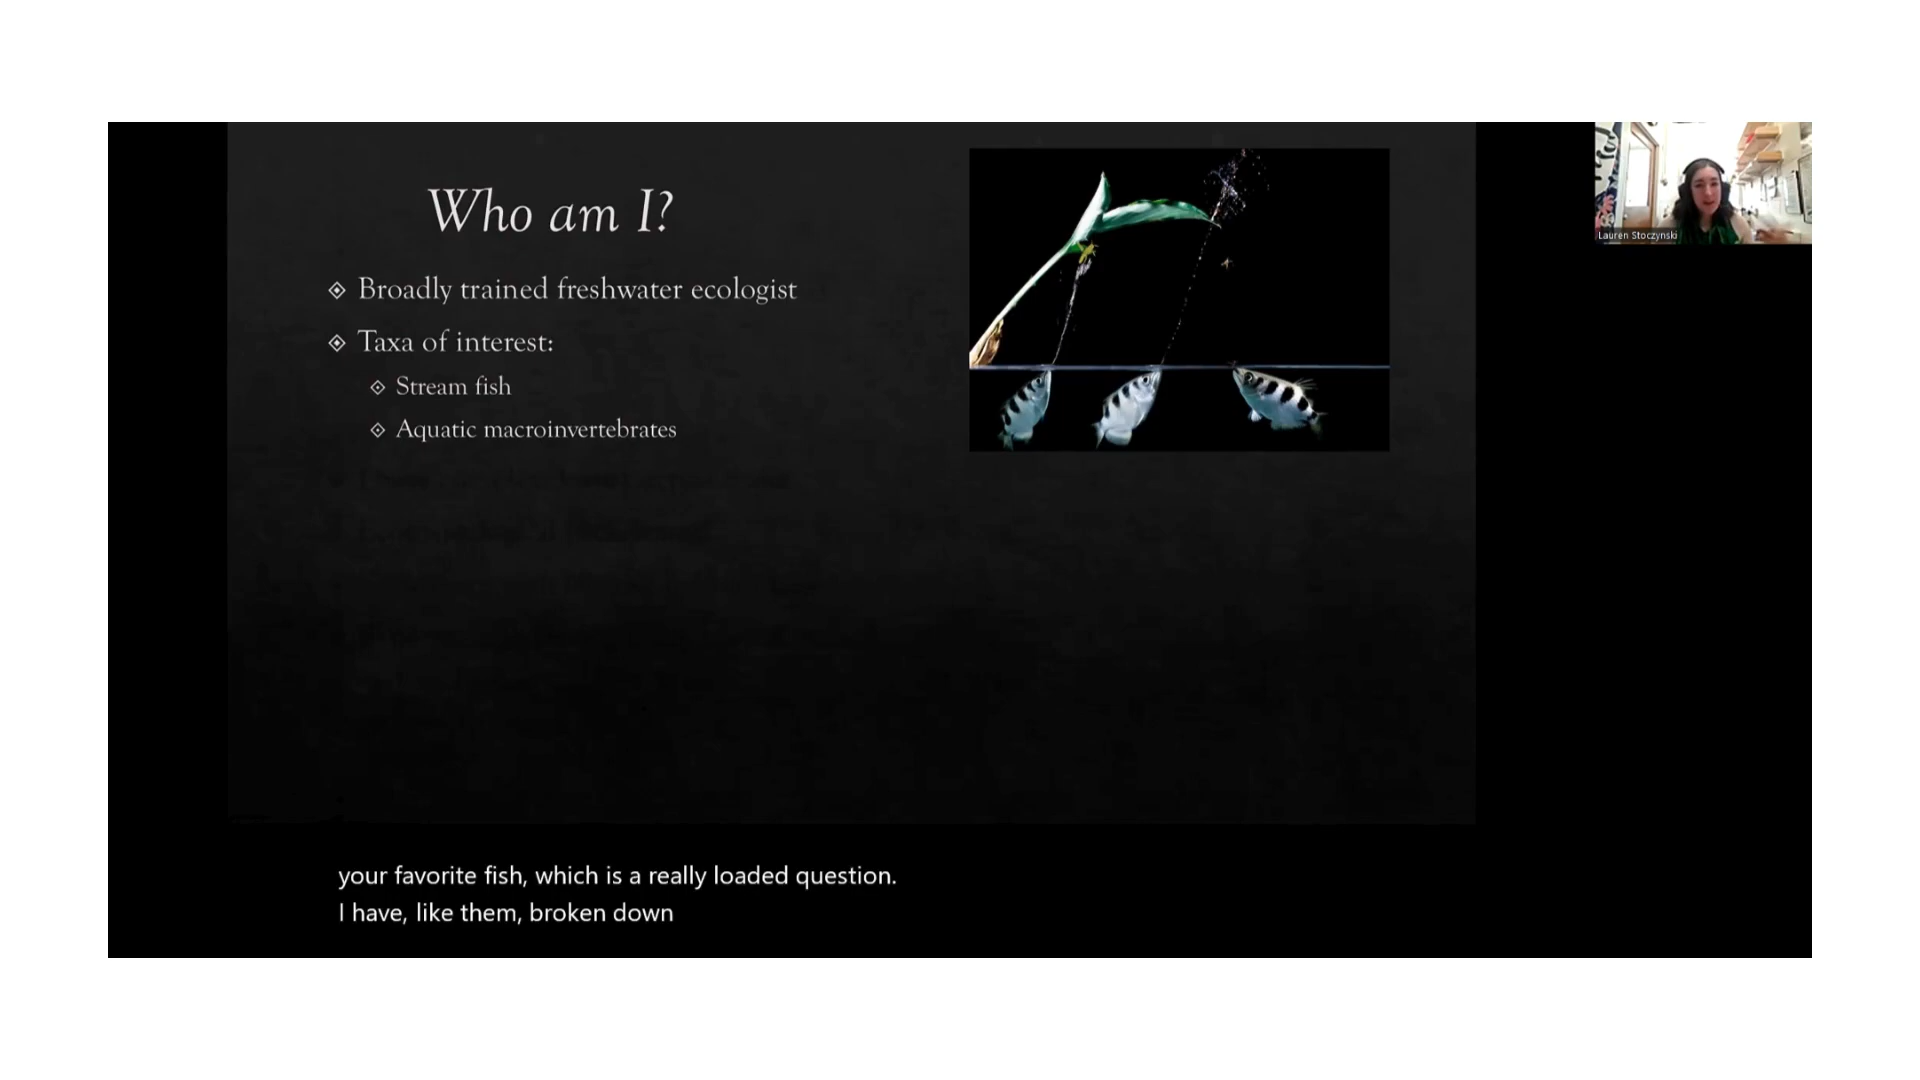 Who am I?
Broadly trained freshwater ecologist
Taxa of interest:
Stream fish
Aquatic macroinvertebrates
Lauren Stoczynski
your favorite fish, which is a really loaded question.
I have, like them, broken down